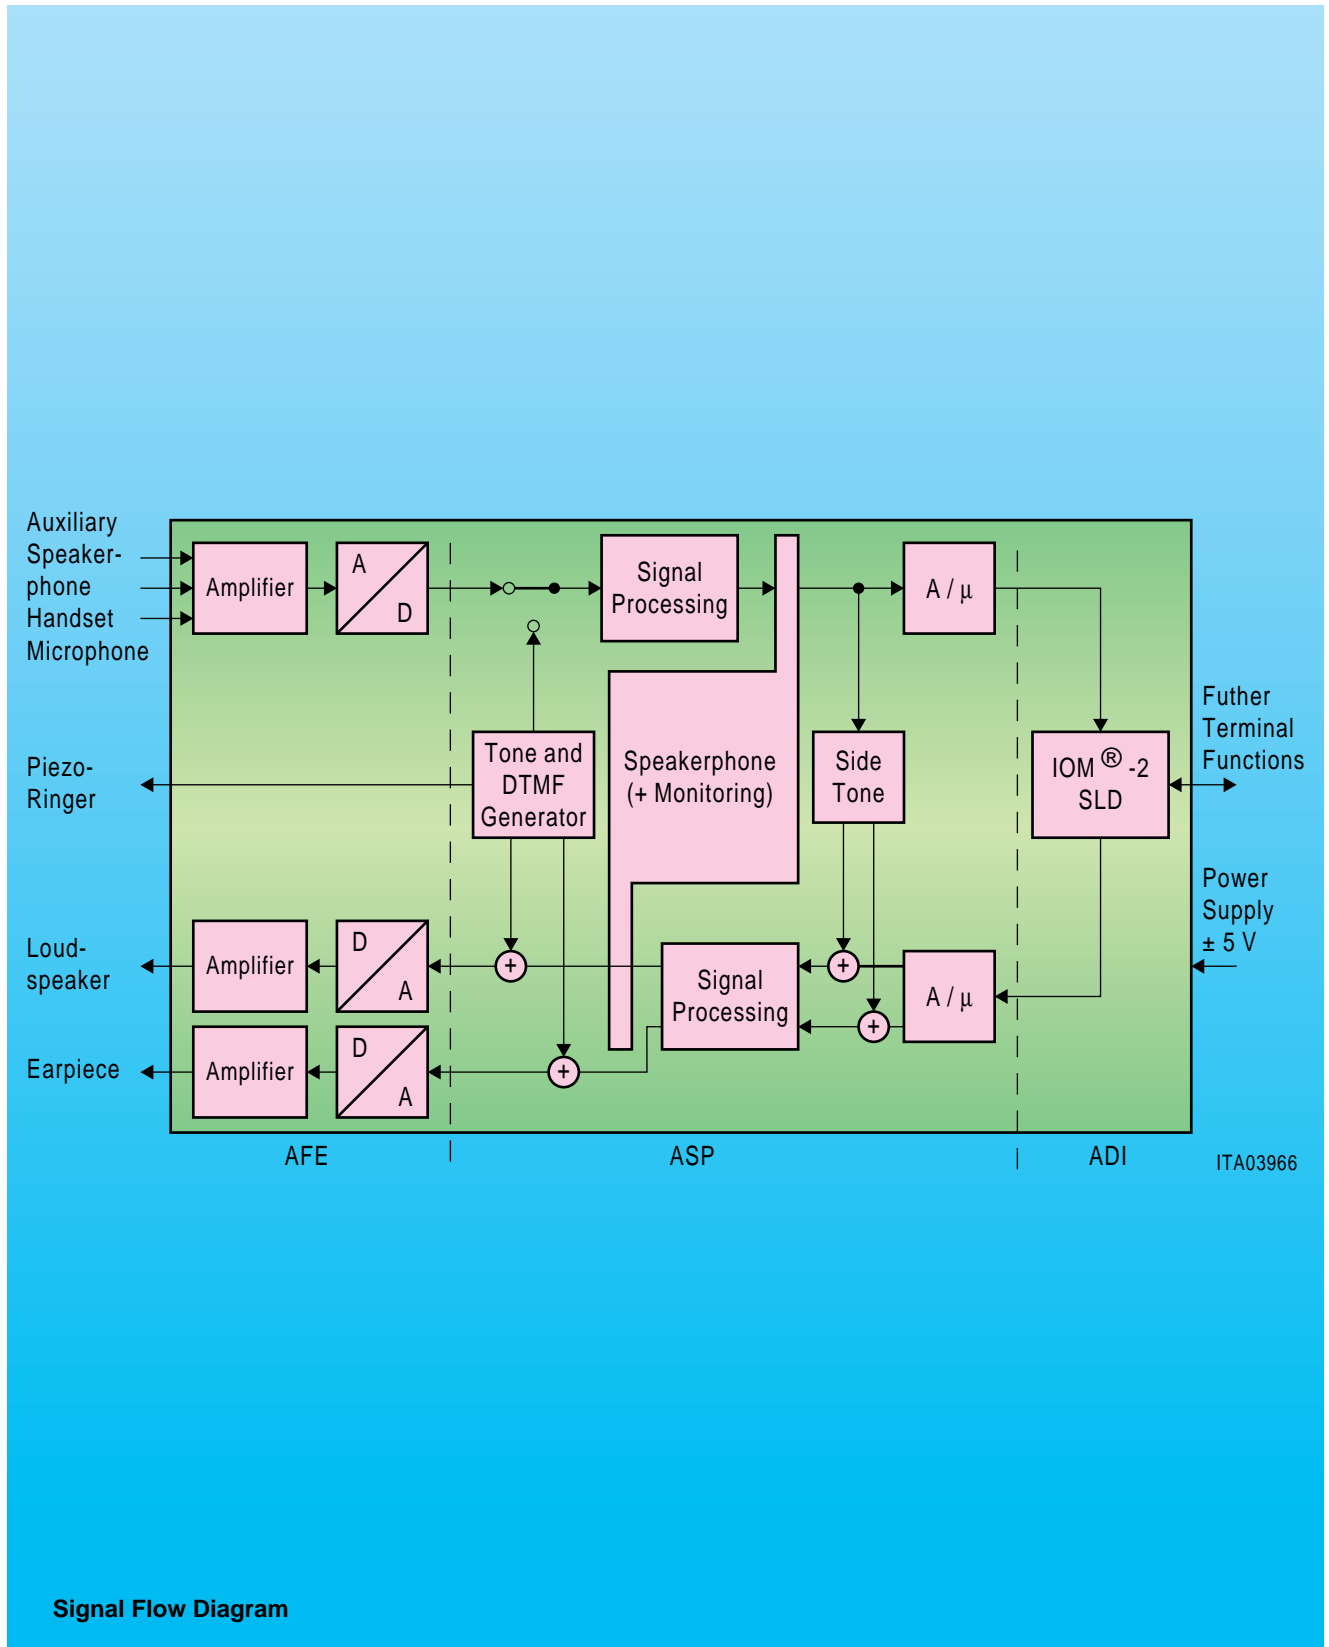 Auxiliary
Speaker-
phone
Handset
Microphone
Amplifier
A
D
Signal
Processing
A / μ
Futher
Terminal
Functions
Piezo-
Ringer
Tone and
DTMF
Generator
Speakerphone
(+ Monitoring)
Side
Tone
IOM ® -2
SLD
Power
Supply
± 5 V
Loud-
speaker
Amplifier
D
A
+
Signal
Processing
+
+
A / μ
Earpiece
Amplifier
D
A
+
AFE
ASP
ADI
ITA03966
Signal Flow Diagram